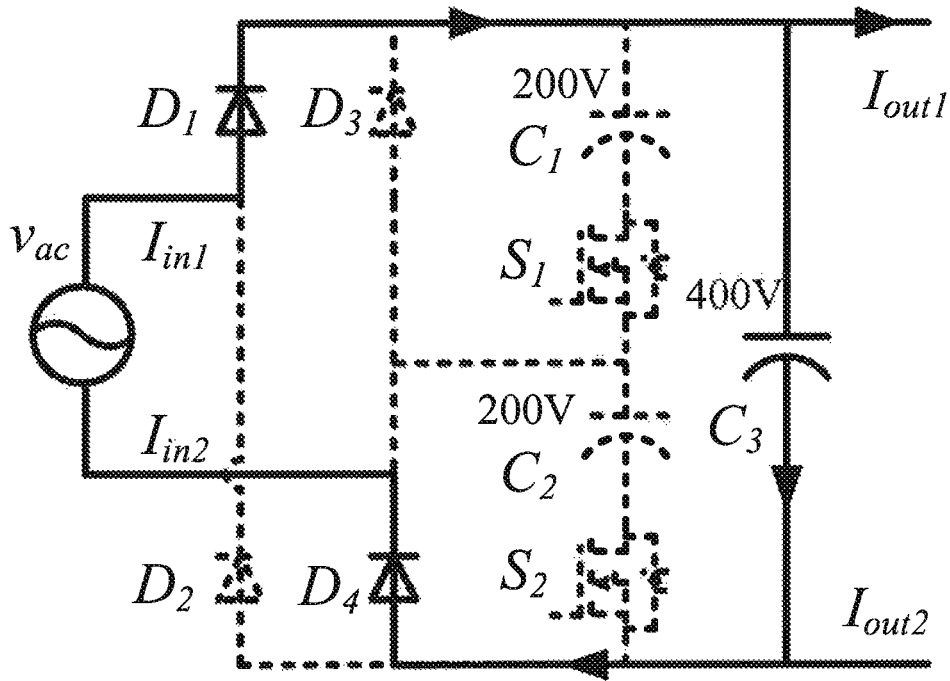 200V
D1
D3
C1
Iout1
vac
Iin1
S1
400V
200V
Iin2
C3
C2
D2
D4
S2
Iout2